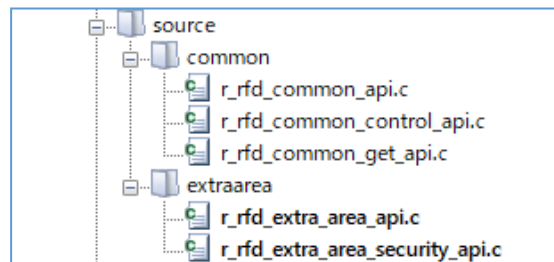 source
common
r_rfd_common_api.c
r_rfd_common_control_api.c
r_rfd_common_get_api.c
extraarea
r_rfd_extra_area_api.c
r_rfd_extra_area_security_api.c